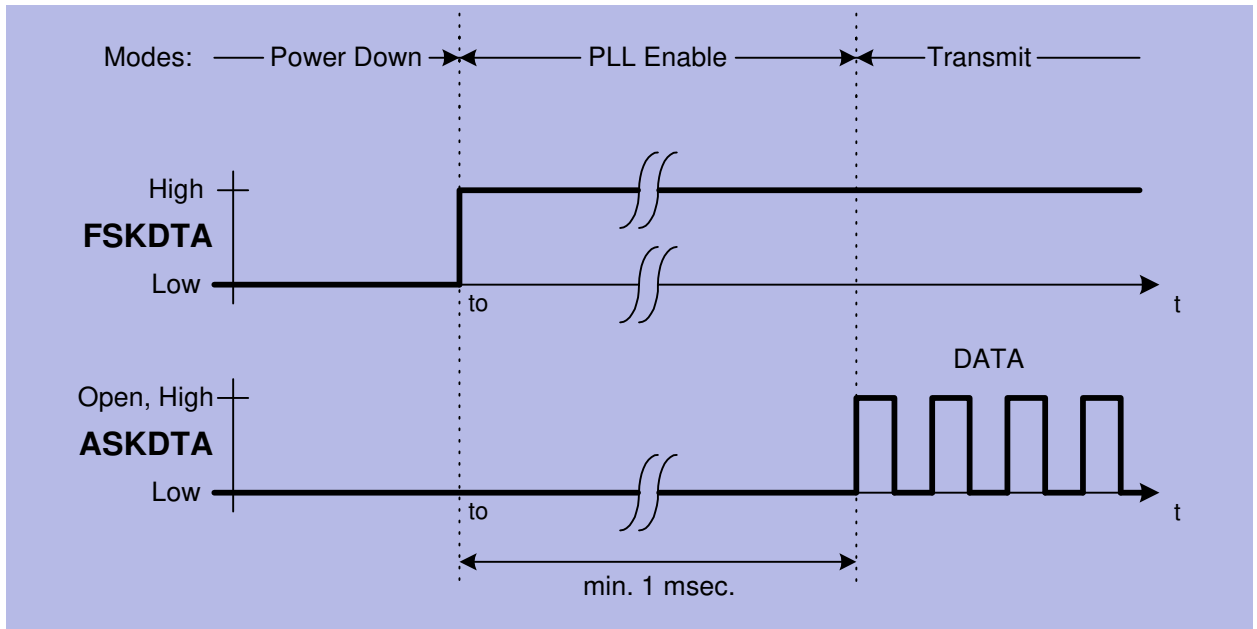 Modes: Power Down PLL Enable Transmit
High
FSKDTA
Low
to
t
DATA
Open, High
ASKDTA
Low
to
t
min. 1 msec.